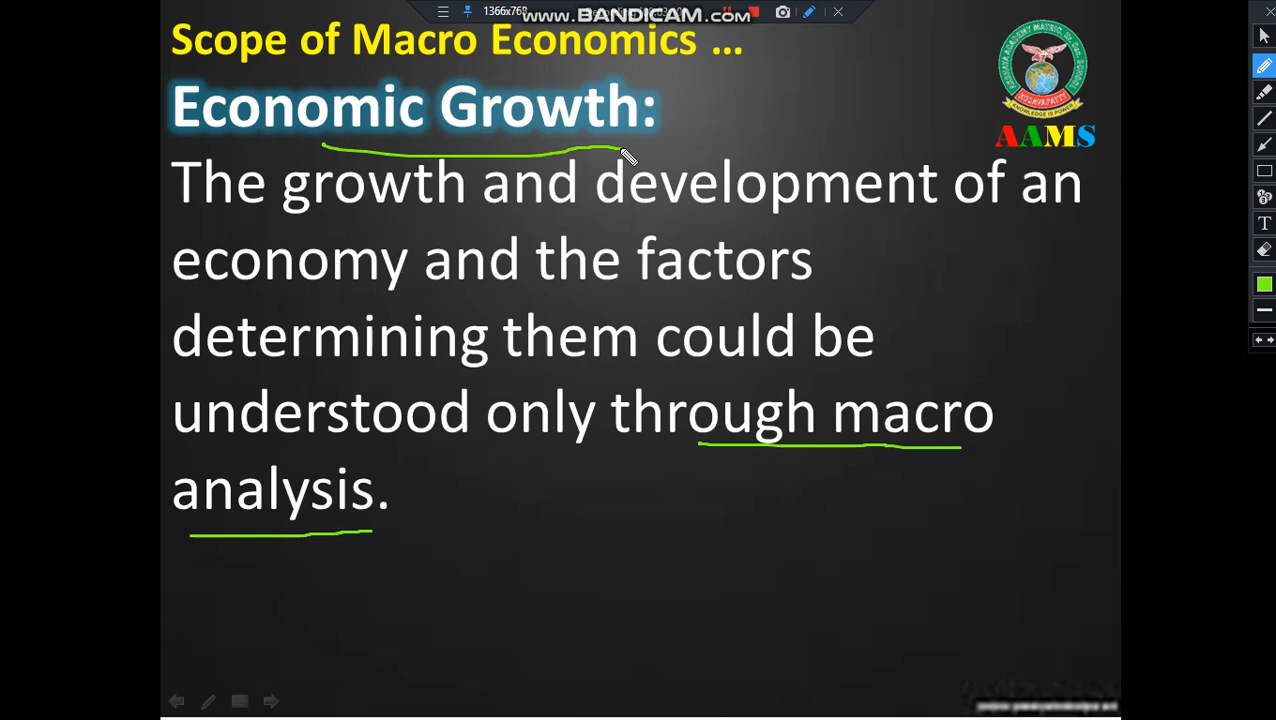 1366x768
www.BANDICAM.com
Scope of Macro Economics ...
Economic Growth:
AAMS
The growth and development of an
economy and the factors
determining them could be
understood only through macro
analysis.